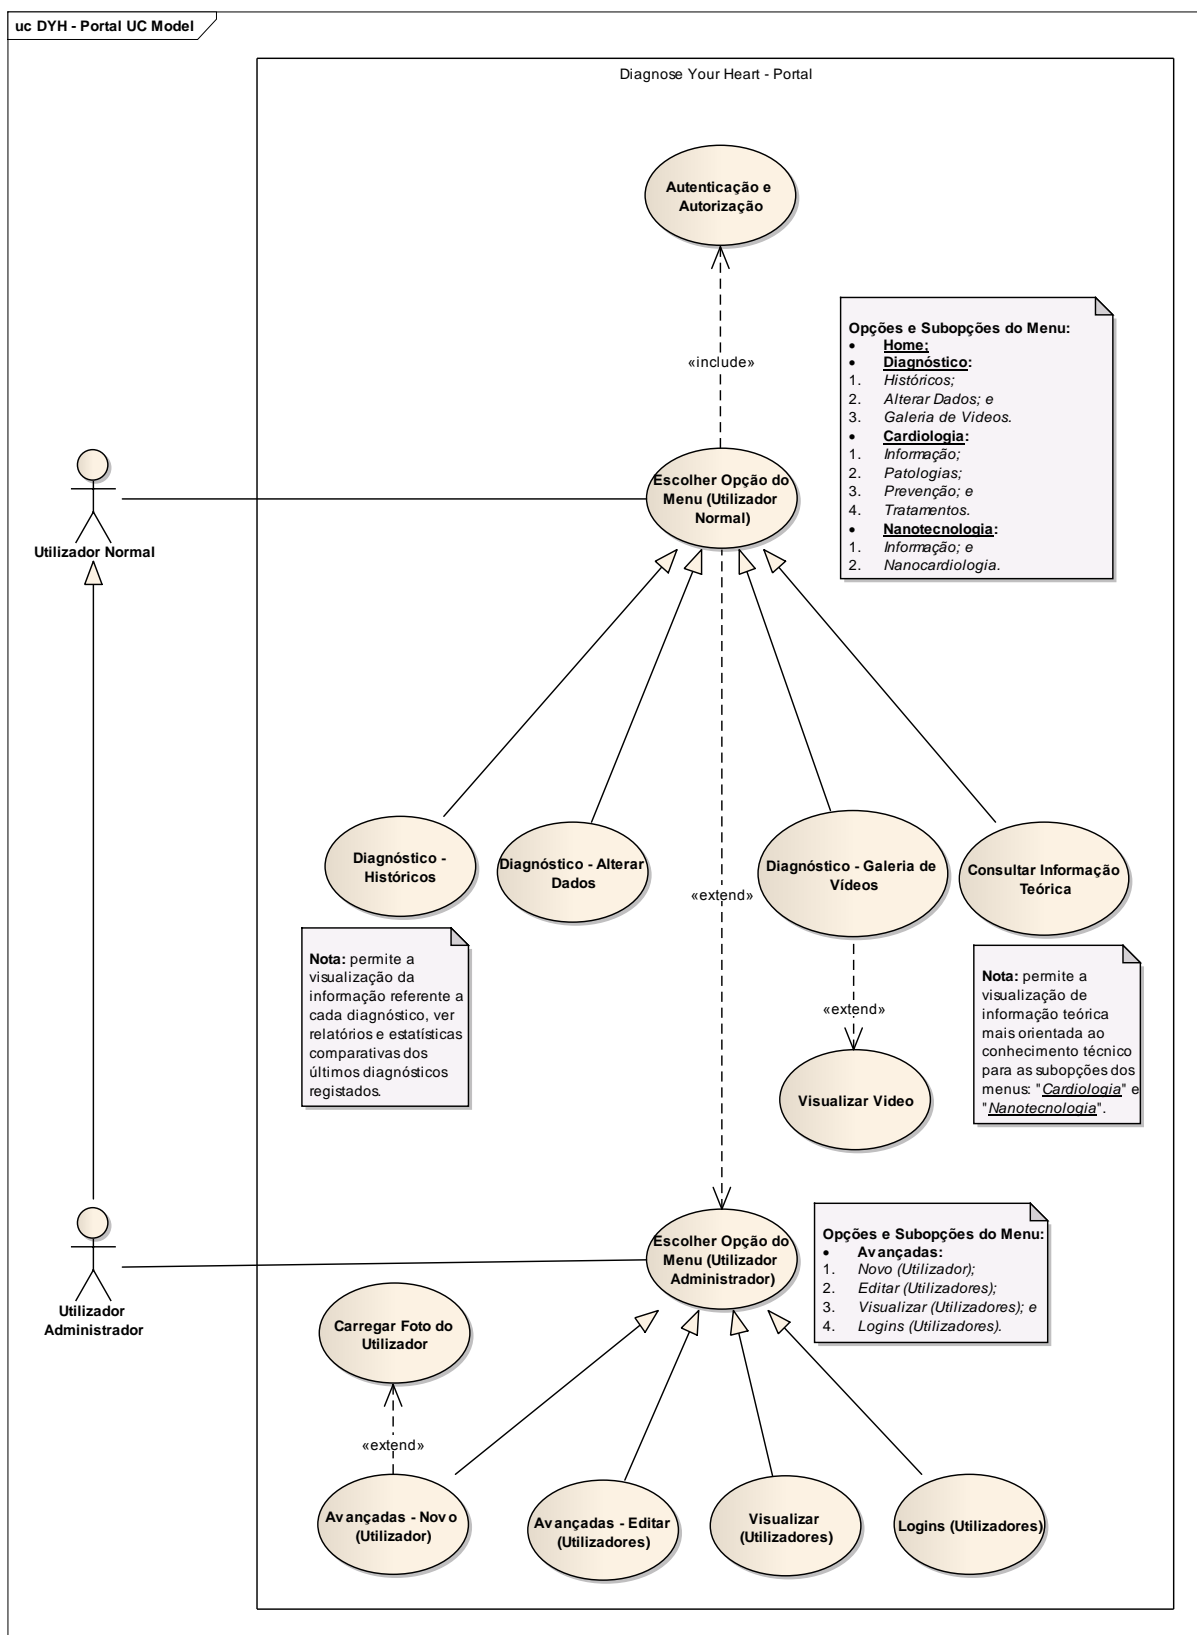 uc DYH - Portal UC Model
Diagnose Your Heart - Portal
Autenticação e
Autorização
«include»
Opções e Subopções do Menu:
• Home;
• Diagnóstico:
1. Históricos;
2. Alterar Dados; e
3. Galeria de Videos.
• Cardiologia:
1. Informação;
2. Patologias;
3. Prevenção; e
4. Tratamentos.
• Nanotecnologia:
1. Informação; e
2. Nanocardiologia.
Escolher Opção do
Menu (Utilizador
Normal)
Utilizador Normal
Diagnóstico -
Históricos
Diagnóstico - Alterar
Dados
Diagnóstico - Galeria de
Vídeos
Consultar Informação
Teórica
«extend»
Nota: permite a
visualização da
informação referente a
cada diagnóstico, ver
relatórios e estatísticas
comparativas dos
últimos diagnósticos
registados.
«extend»
Nota: permite a
visualização de
informação teórica
mais orientada ao
conhecimento técnico
para as subopções dos
menus: "Cardiologia" e
"Nanotecnologia".
Visualizar Video
Escolher Opção do
Menu (Utilizador
Administrador)
Opções e Subopções do Menu:
• Avançadas:
1. Novo (Utilizador);
2. Editar (Utilizadores);
3. Visualizar (Utilizadores); e
4. Logins (Utilizadores).
Utilizador
Administrador
Carregar Foto do
Utilizador
«extend»
Avançadas - Novo
(Utilizador)
Avançadas - Editar
(Utilizadores)
Visualizar
(Utilizadores)
Logins (Utilizadores)